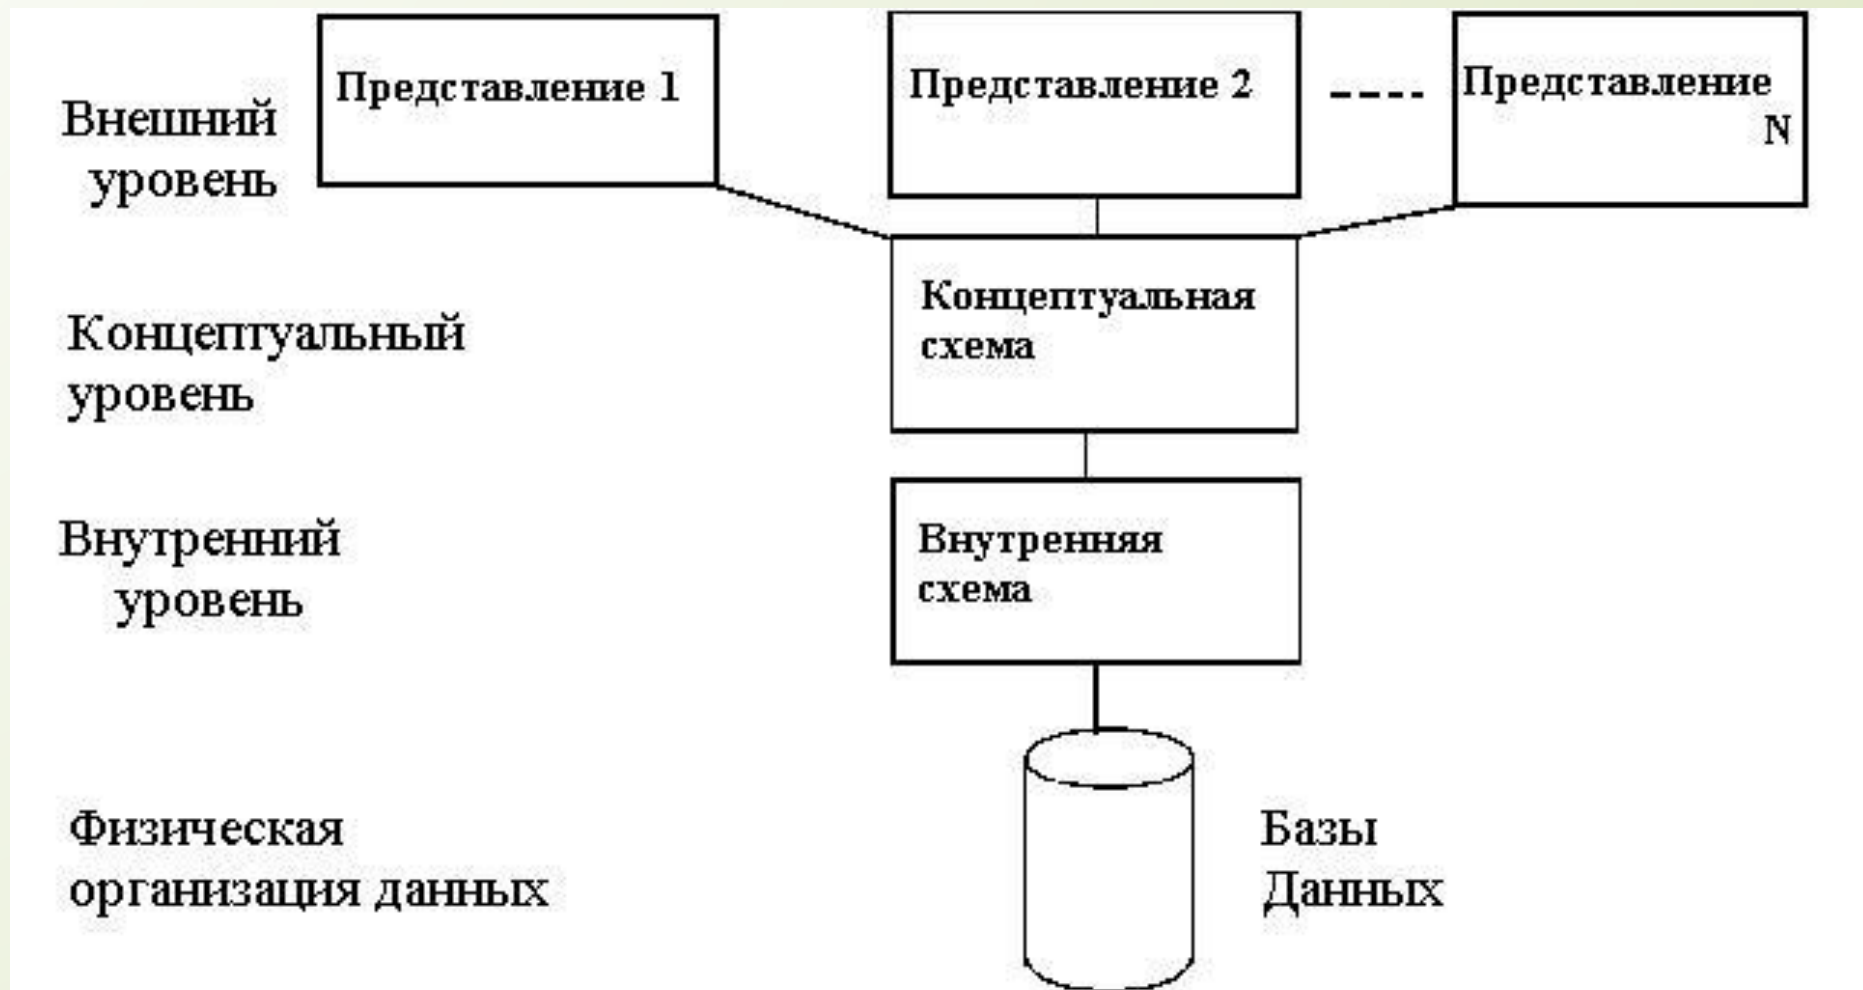 Внешний
уровень
Представление 1
Представление 2
----
Представление
N
Концептуальный
уровень
Концептуальная
схема
Внутренний
уровень
Внутренняя
схема
Физическая
организация данных
Базы
Данных